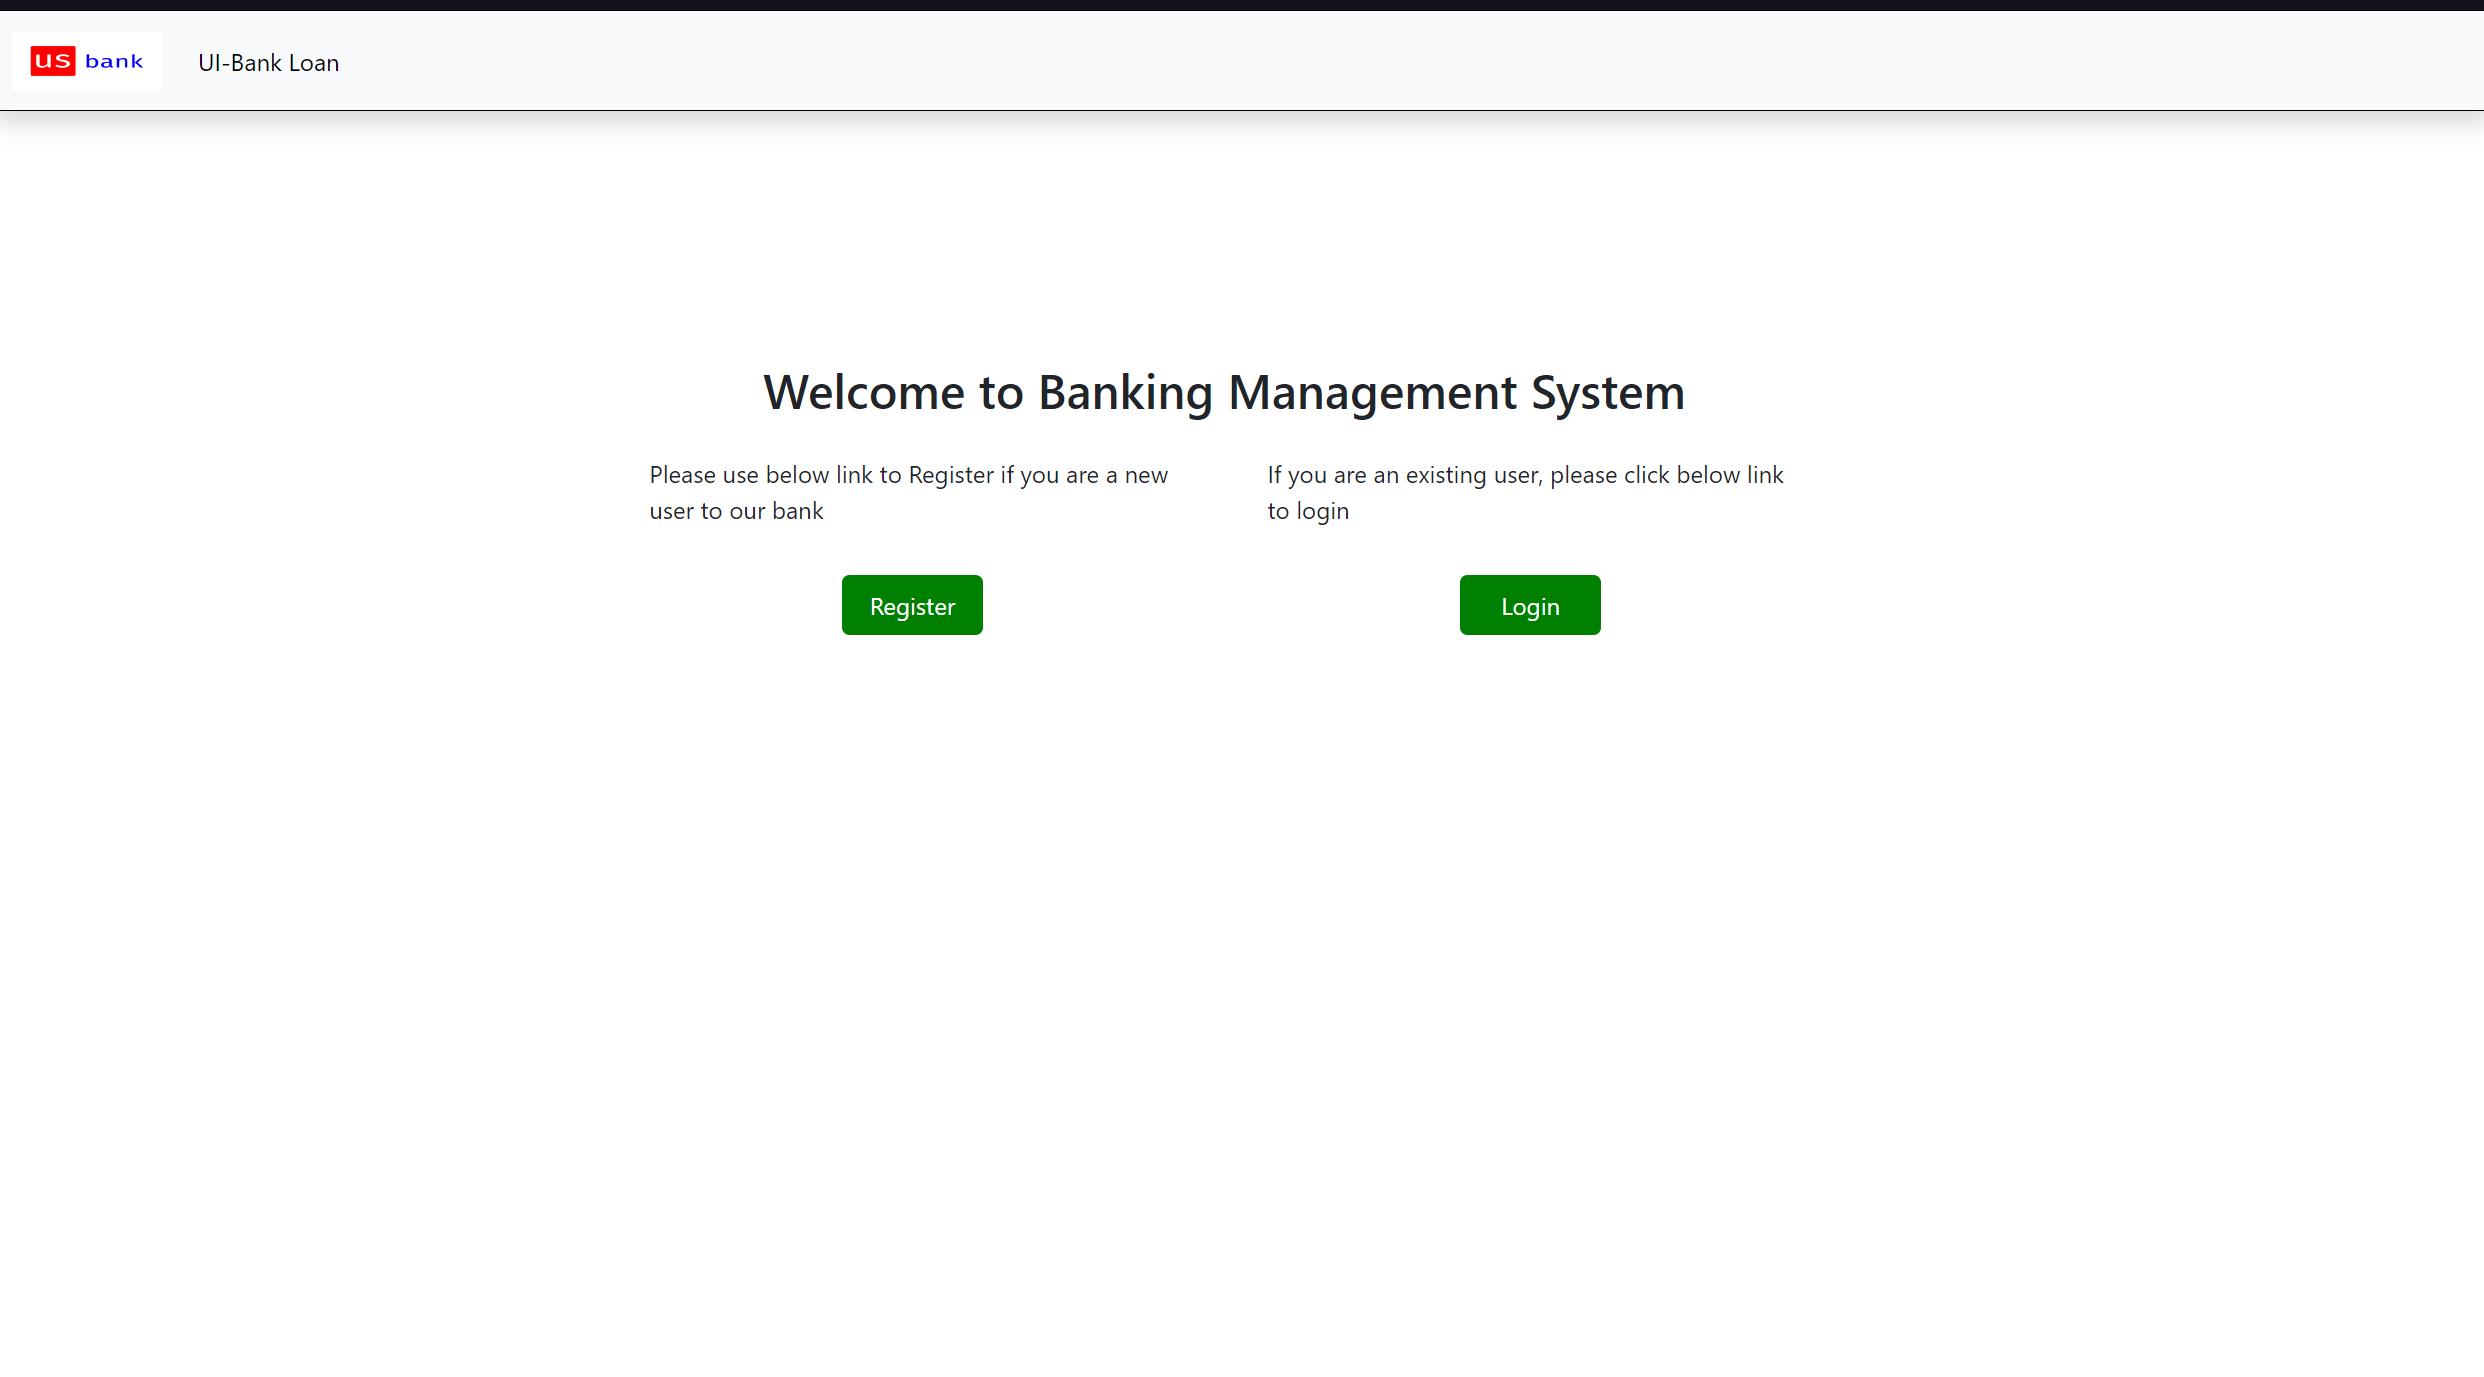 us bank UI-Bank Loan
Welcome to Banking Management System
Please use below link to Register if you are a new
user to our bank
Register
If you are an existing user, please click below link
to login
Login